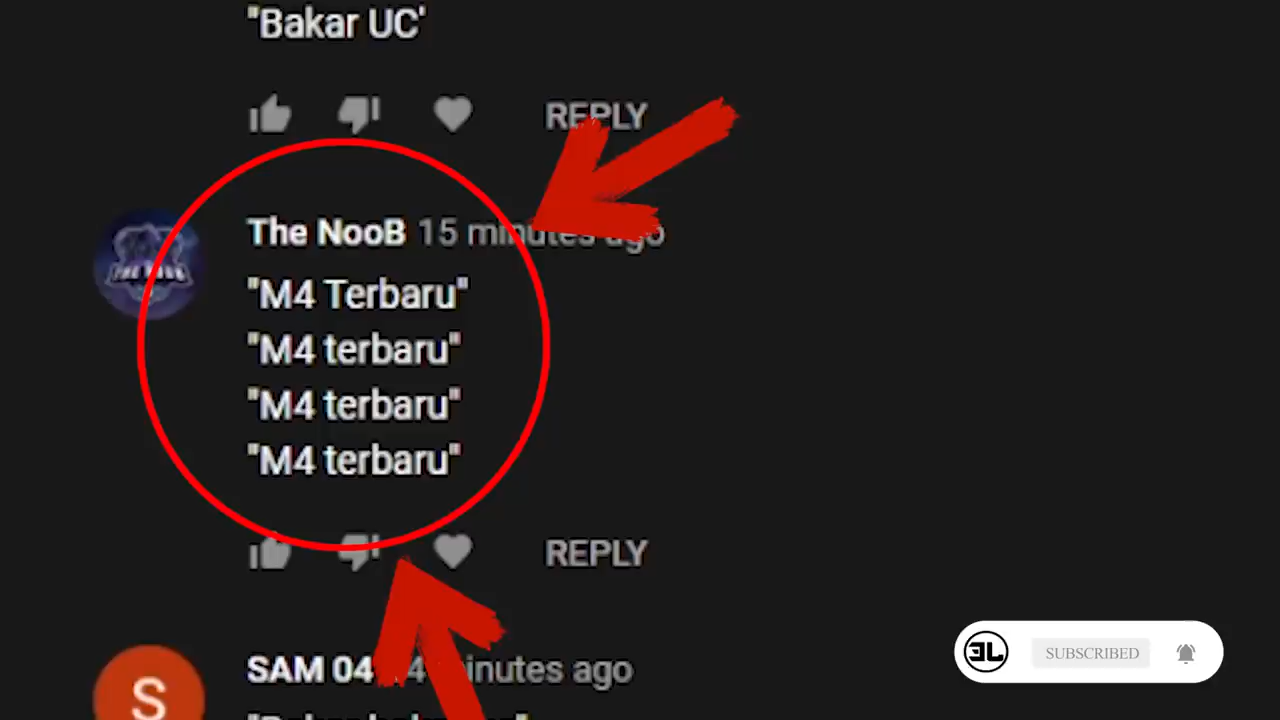 "Bakar UC'
REPLY
The NooB 15 minutes ago
"M4 Terbaru"
"M4 terbaru"
"M4 terbaru"
"M4 terbaru"
REPLY
SAM 04 minutes ago
S
SUBSCRIBED